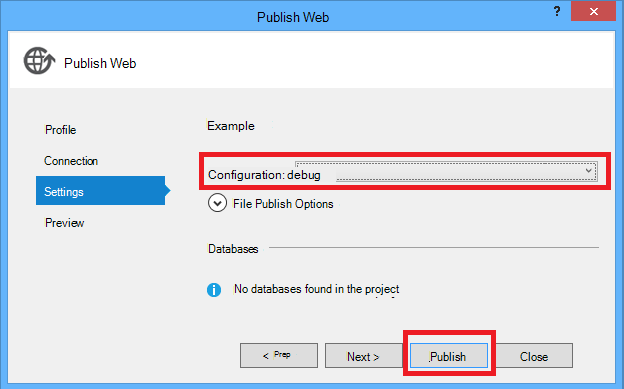 Publish Web
?
Publish Web
Profile
Connection
Settings
Preview
Example
Configuration: debug
File Publish Options
Databases
No databases found in the project
< Prep
Next >
Publish
Close